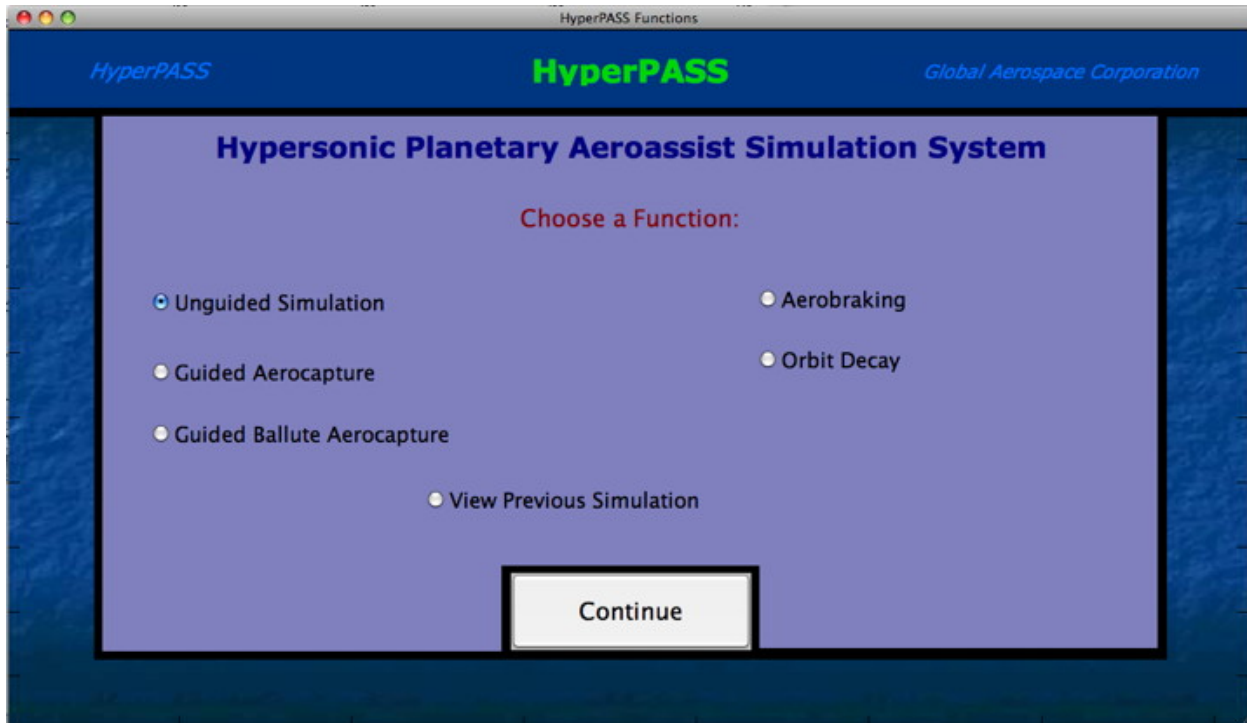 HyperPASS Functions
HyperPASS
HyperPASS
Global Aerospace Corporation
Hypersonic Planetary Aeroassist Simulation System
Choose a Function:
Unguided Simulation
Aerobraking
Guided Aerocapture
Orbit Decay
Guided Ballute Aerocapture
View Previous Simulation
Continue